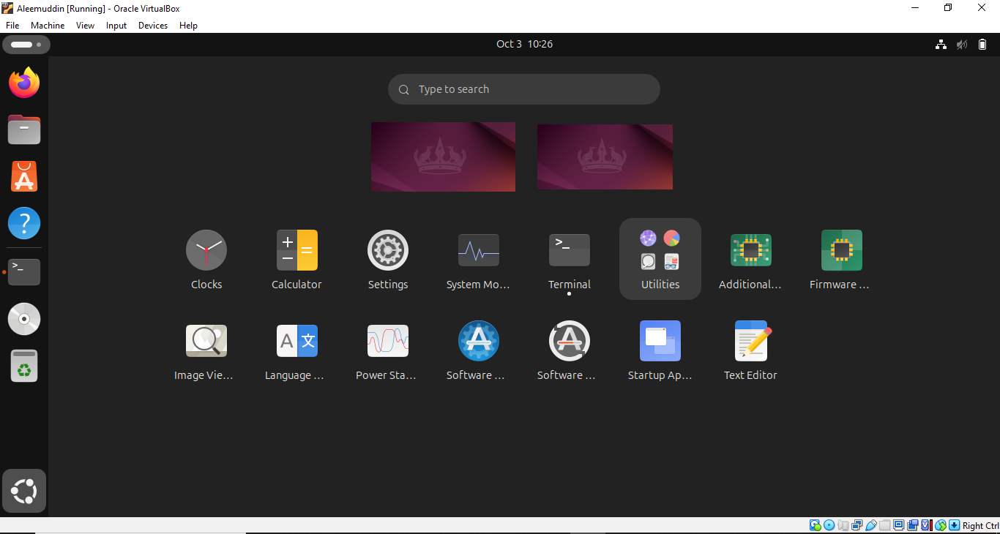 Aleemuddin [Running] - Oracle VirtualBox
File Machine View Input Devices Help
Oct 3 10:26
Type to search
Clocks Calculator Settings System Mo... Terminal Utilities Additional... Firmware ...
Image Vie... Language ... Power Sta... Software ... Software ... Startup Ap... Text Editor
Right Ctrl